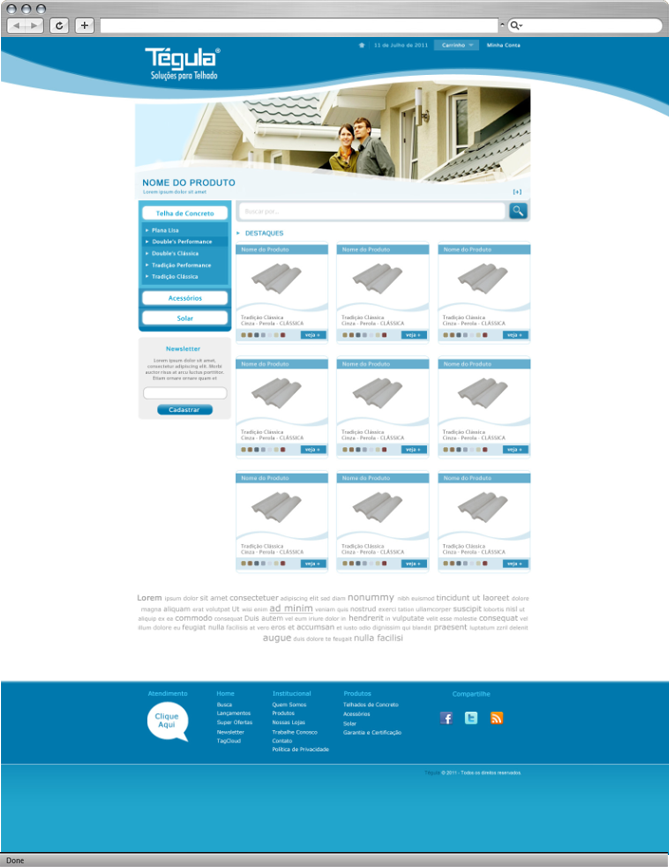 Tégula®
Soluções para Telhado
11 de Julho de 2011
Carrinho
Minha Conta
NOME DO PRODUTO
Lorem ipsum dolor sit amet
[+]
Telha de Concreto
Plana Lisa
Double's Performance
Double's Clássica
Tradição Performance
Tradição Clássica
Acessórios
Solar
Newsletter
Lorem ipsum dolor sit amet,
consectetur adipiscing elit. Morbi
Etiam ornare ornare quam et
Cadastrar
Buscar por...
DESTAQUES
Nome do Produto
Tradição Clássica
Cinza - Perola - CLÁSSICA
veja +
Nome do Produto
Tradição Clássica
Cinza - Perola - CLÁSSICA
veja +
Nome do Produto
Tradição Clássica
Cinza - Perola - CLÁSSICA
veja +
Nome do Produto
Tradição Clássica
Cinza - Perola - CLÁSSICA
veja +
Nome do Produto
Tradição Clássica
Cinza - Perola - CLÁSSICA
veja +
Nome do Produto
Tradição Clássica
Cinza - Perola - CLÁSSICA
veja +
Nome do Produto
Tradição Clássica
Cinza - Perola - CLÁSSICA
veja +
Nome do Produto
Tradição Clássica
Cinza - Perola - CLÁSSICA
veja +
Nome do Produto
Tradição Clássica
Cinza - Perola - CLÁSSICA
veja +
Lorem ipsum dolor sit amet consectetuer adipiscing elit sed diam nonummy nibh euismod tincidunt ut laoreet dolore
magna aliquam erat volutpat Ut wisi enim ad minim veniam quis nostrud exerci tation ullamcorper suscipit lobortis nisl ut
aliquip ex ea commodo consequat Duis autem vel eum iriure dolor in hendrerit in vulputate velit esse molestie consequat vel
illum dolore eu feugiat nulla facilisis at vero eros et accumsan et iusto odio dignissim qui blandit praesent luptatum zzril delenit
augue duis dolore te feugait nulla facilisi
Atendimento
Clique
Aqui
Home
Busca
Lançamentos
Super Ofertas
Newsletter
TagCloud
Institucional
Quem Somos
Produtos
Nossas Lojas
Trabalhe Conosco
Contato
Política de Privacidade
Produtos
Telhados de Concreto
Acessórios
Solar
Garantia e Certificação
Compartilhe
Tégula © 2011 - Todos os direitos reservados
Done